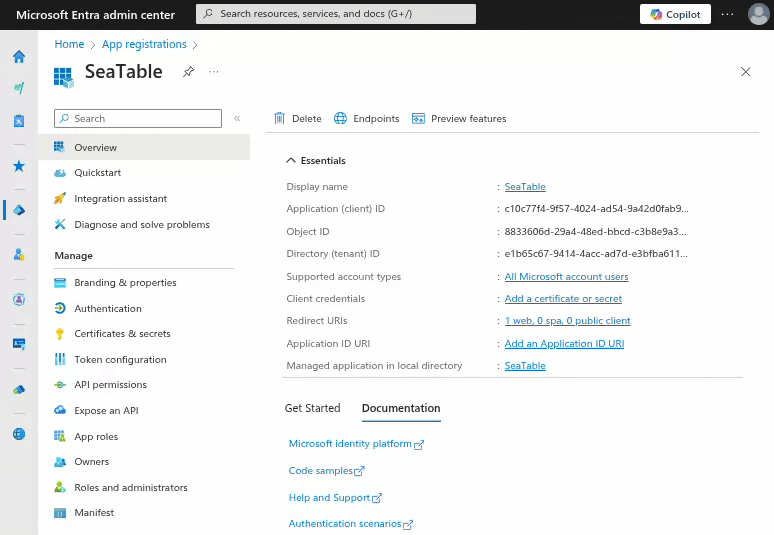 Microsoft Entra admin center
Search resources, services, and docs (G+/)
Copilot
...
Home > App registrations >
SeaTable
...
Search
«
Delete
Endpoints
Preview features
Overview
Quickstart
Integration assistant
Diagnose and solve problems
Manage
Branding & properties
Authentication
Certificates & secrets
Token configuration
API permissions
Expose an API
App roles
Owners
Roles and administrators
Manifest
Essentials
Display name : SeaTable
Application (client) ID : c10c77f4-9f57-4024-ad54-9a42d0fab9...
Object ID : 8833606d-29a4-48ed-bbcd-c3b8e9a3...
Directory (tenant) ID : e1b65c67-9414-4acc-ad7d-e3bfba611...
Supported account types : All Microsoft account users
Client credentials : Add a certificate or secret
Redirect URIs : 1 web, 0 spa, 0 public client
Application ID URI : Add an Application ID URI
Managed application in local directory : SeaTable
Get Started Documentation
Microsoft identity platform
Code samples
Help and Support
Authentication scenarios